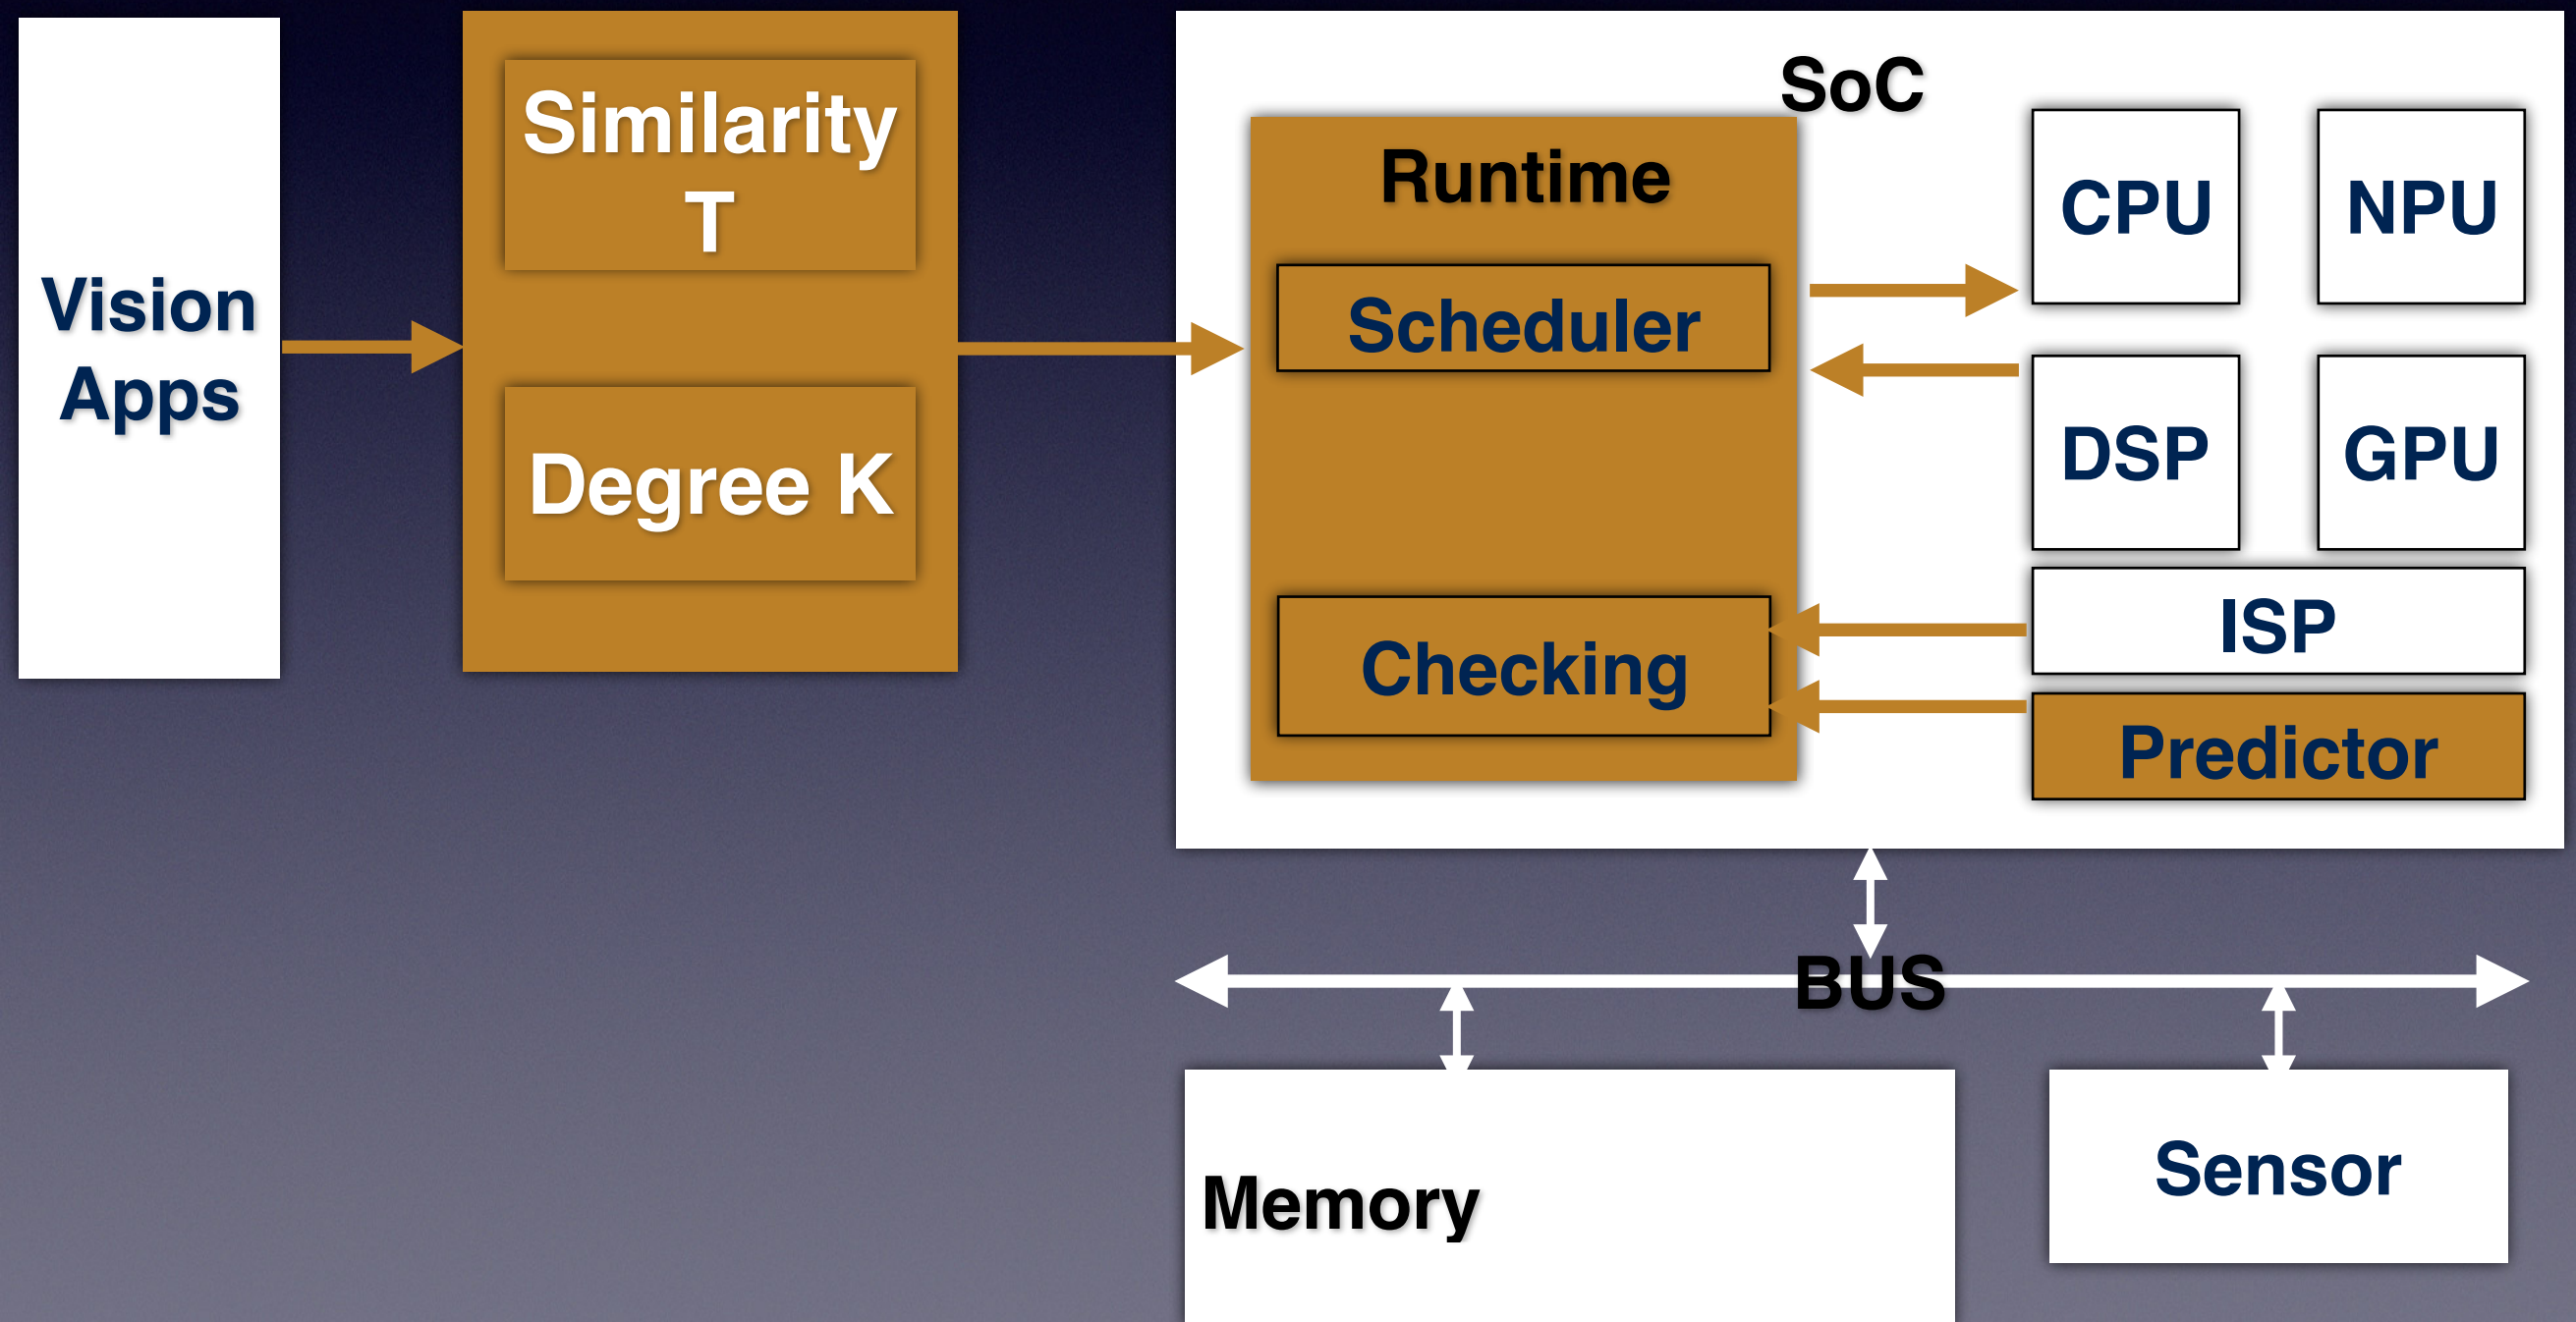 Vision
Apps
Similarity
T
Degree K
SoC
Runtime
Scheduler
Checking
CPU
NPU
DSP
GPU
ISP
Predictor
BUS
Memory
Sensor